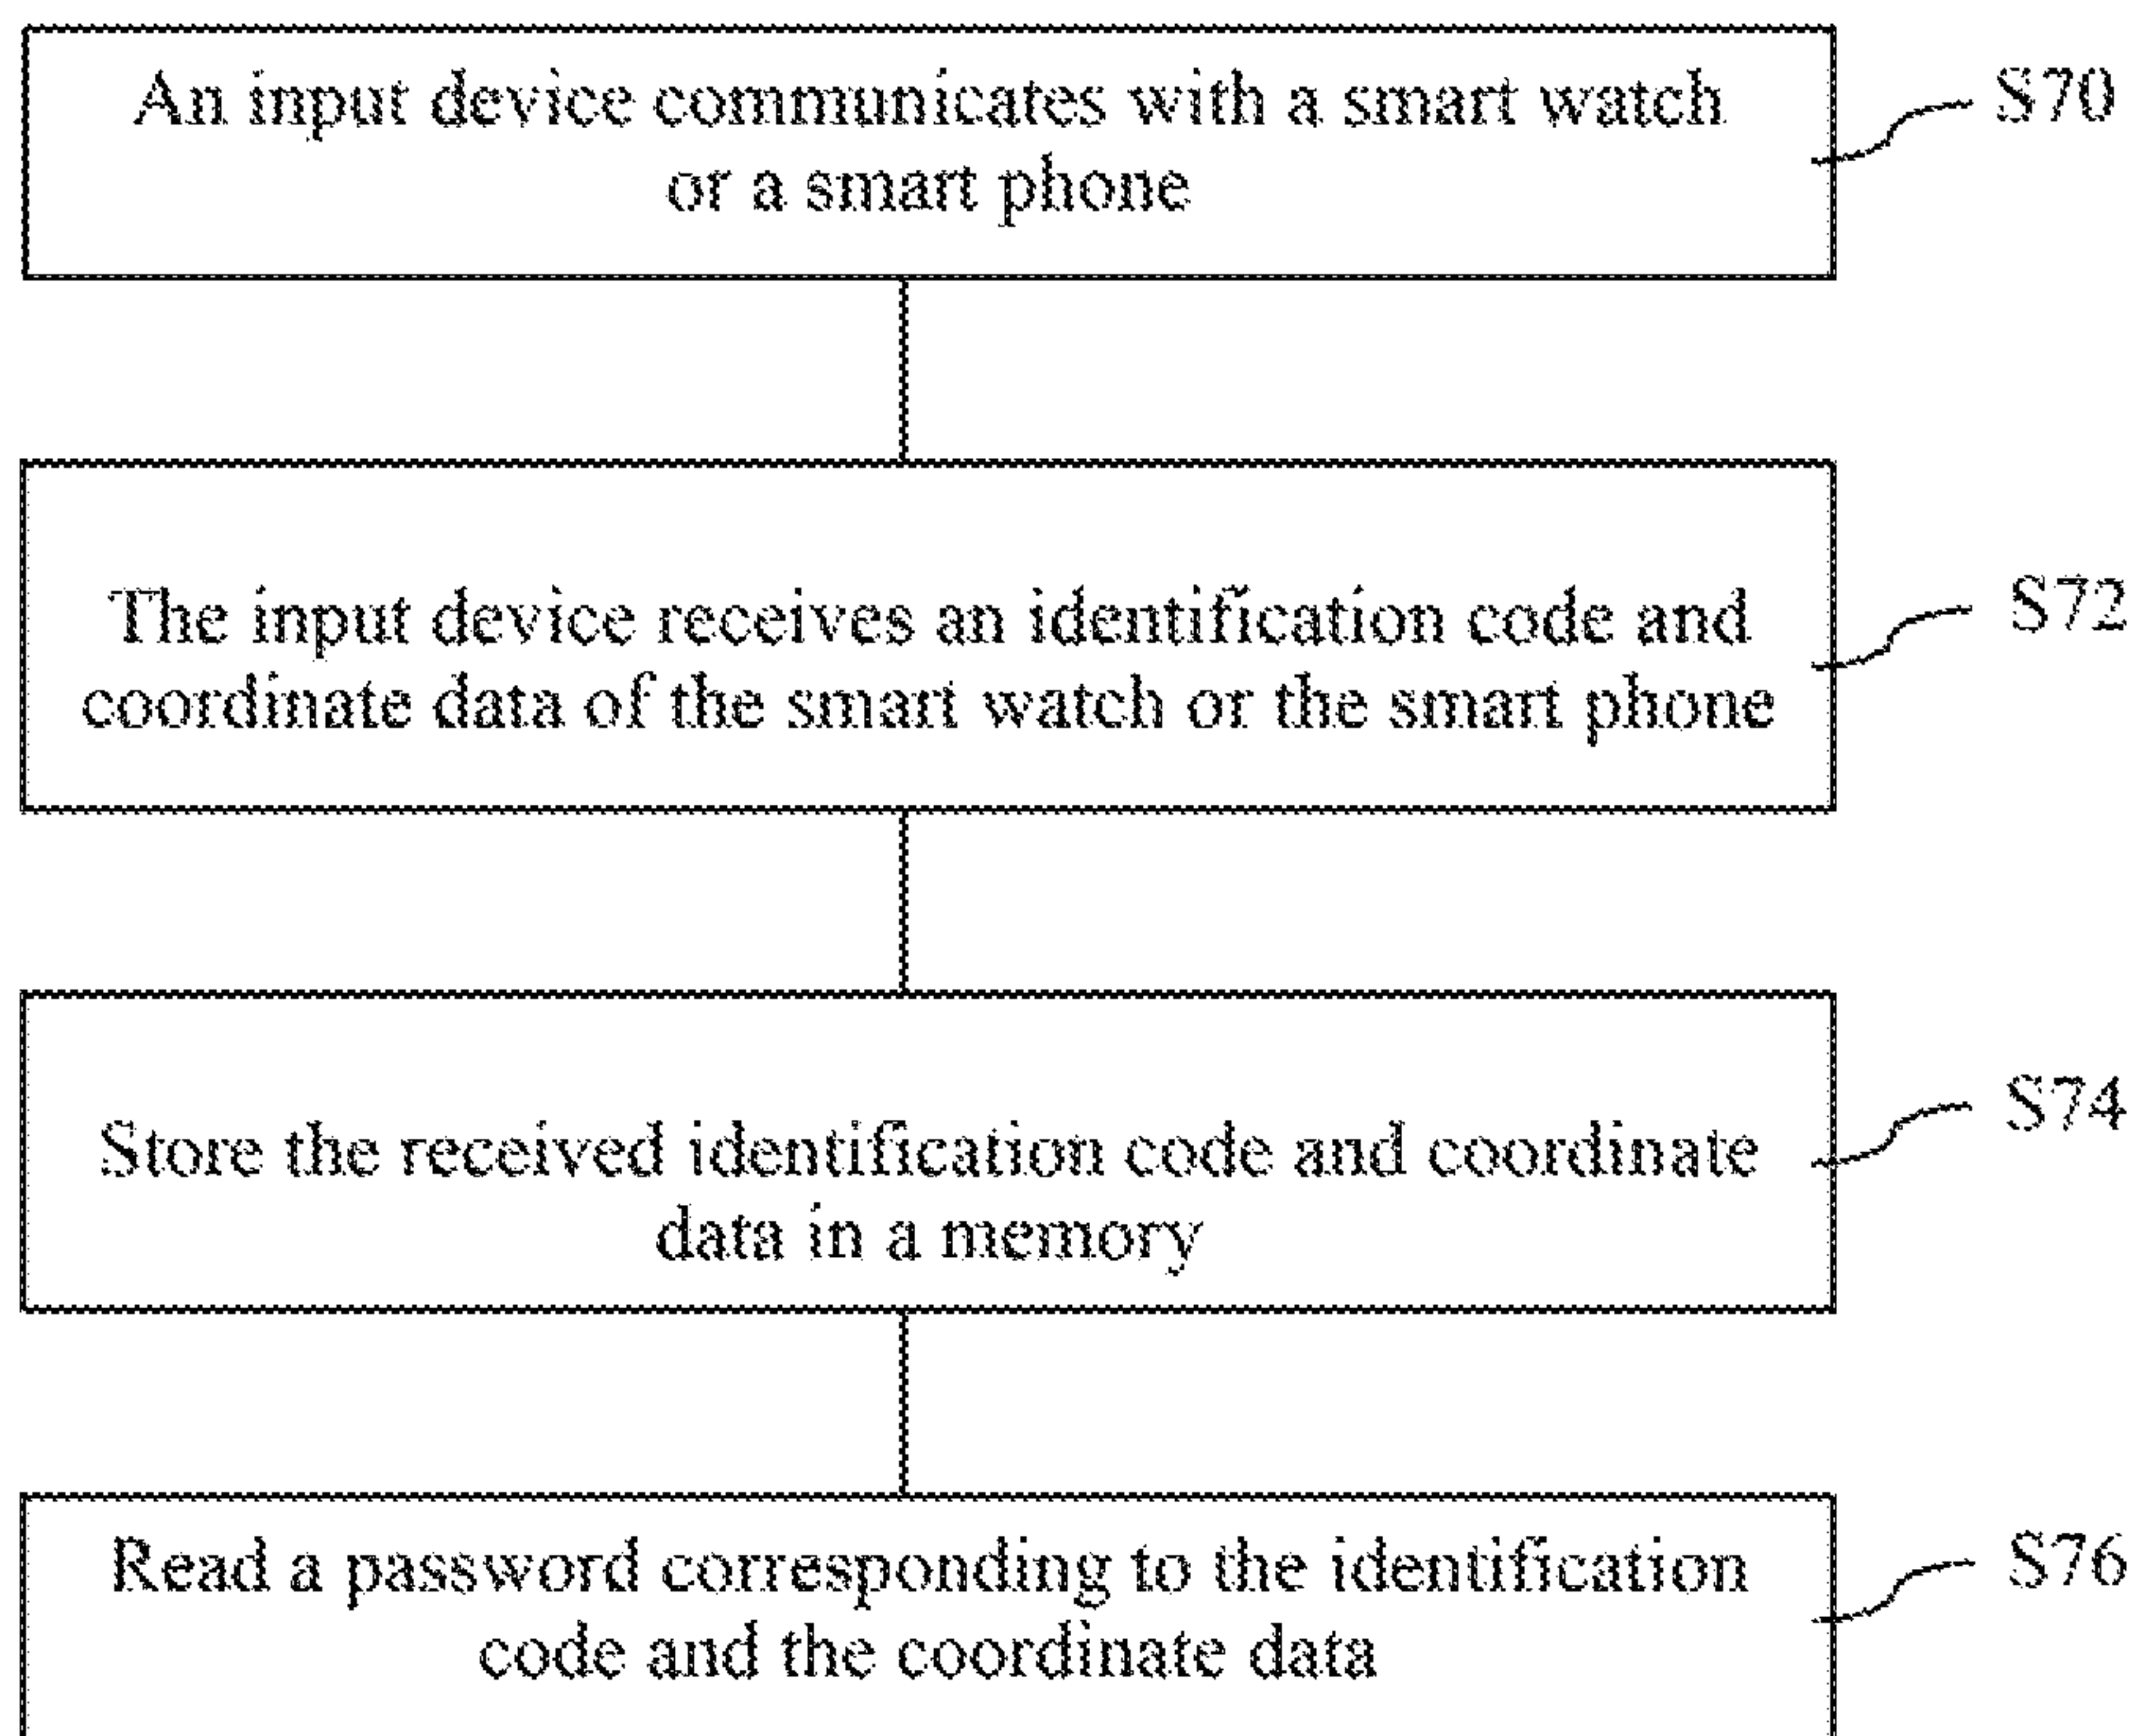 An input device communicates with a smart watch
or a smart phone
S70
The input device receives an identification code and
coordinate data of the smart watch or the smart phone
S72
Store the received identification code and coordinate
data in a memory
S74
Read a password corresponding to the identification
code and the coordinate data
S76